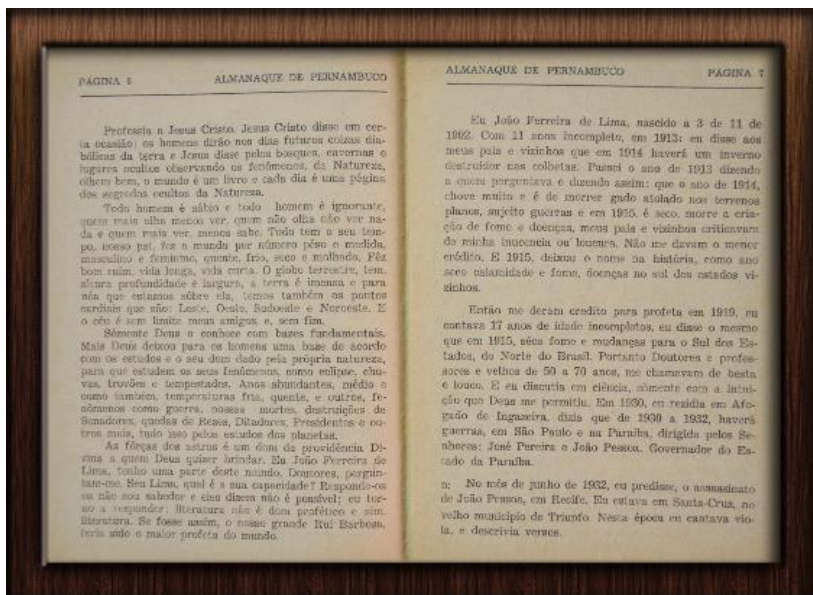 PAGINA 6 ALMANAQUE DE PERNAMBUCO
Professia a Jesus Cristo. Jesus Cristo disse em cer-
ta ocasião; os homens dirão nos dias futuros coizas dia-
bólicas da terra e Jesus disse pelos bosques, cavernas e
lugares ocultos observando os fenômenos, da Natureza,
olhem bem, o mundo é um livro e cada dia é uma página
dos segredos ocultos da Natureza.
Todo homem é sábio e todo homem é ignorante,
quem mais olha menos ver, quem não olha não ver na-
da e quem mais ver, menos sabe. Tudo tem o seu tem-
po, nosso pai, fez o mundo por número pêso e medida,
masculino e feminino, quente, frio, seco e molhado. Fêz
bom ruim, vida longa, vida curta. O globo terrestre, tem,
altura profundidade e largura, a terra é imensa e para
nós que estamos sôbre ela, temos também os pontos
cardiais que são: Leste, Oeste, Sudoeste e Noroeste. E
o céu é sem limite meus amigos, e, sem fim.
Sòmente Deus o conhece com bases fundamentais.
Mais Deus deixou para os homens uma base de acordo
com os estudos e o seu dom dado pela própria natureza,
para que estudem os seus fenômenos, como eclipse, chu-
vas, trovões e tempestades. Anos abundantes, médio e
como também, temperaturas fria, quente, e outros, fe-
nômenos como guerra, nossas mortes, destruições de
Senadores, quedas de Reses, Ditadores, Presidentes e ou-
tros mais, tudo isso pelos estudos dos planetas.
As fôrças dos astros é um dom da providência Di-
vina a quem Deus quizer brindar. Eu João Ferreira de
Lima, tenho uma parte deste mundo. Doutores, pergun-
tam-me. Seu Lima, qual é a sua capacidade? Respondo-os
eu não sou sabedor e eles dizem não é possível; eu tor-
no a responder: literatura não é dom profético e sim
literatura. Se fosse assim, o nosso grande Rui Barbosa,
teria sido o maior profeta do mundo.
ALMANAQUE DE PERNAMBUCO PAGINA 7
Eu João Ferreira de Lima, nascido a 3 de 11 de
1902. Com 11 anos incompleto, em 1913; eu disse aos
meus pais e vizinhos que em 1914 haverá um inverno
destruidor nas colheitas. Passei o ano de 1913 dizendo
a quem perguntava e dizendo assim: que o ano de 1914,
chove muito e é de morrer gado atolado nos terrenos
planos, sujeito guerras e em 1915, é seco, morre a cria-
ção de fome e doenças, meus pais e vizinhos critivavam
de minha inocencia ou loucura. Não me davam o menor
crédito. E 1915, deixou o nome na história, como ano
seco calamidade e fome, doenças no sul dos estados vi-
zinhos.
Então me deram credito para profeta em 1919, eu
contava 17 anos de idade incompletos, eu disse o mesmo
que em 1915, sêca fome e mudanças para o Sul dos Es-
tados, do Norte do Brasil. Portanto Doutores e profes-
sores e velhos de 50 a 70 anos, me chamavam de besta
e louco. E eu discutia em ciência, sòmente com a intui-
ção que Deus me permitiu. Em 1930, eu rezidia em Afo-
gado de Ingazeira, dizia que de 1930 a 1932, haverá
guerras, em São Paulo e na Paraíba, dirigida pelos Se-
nhores: José Pereira e João Pessoa. Governador do Es-
tado da Paraíba.
No mês de junho de 1932, eu predisse, o assassinato
de João Pessoa, em Recife. Eu estava em Santa-Cruz, no
velho município de Triunfo. Nesta época eu cantava vio-
la, e descrivia versos.